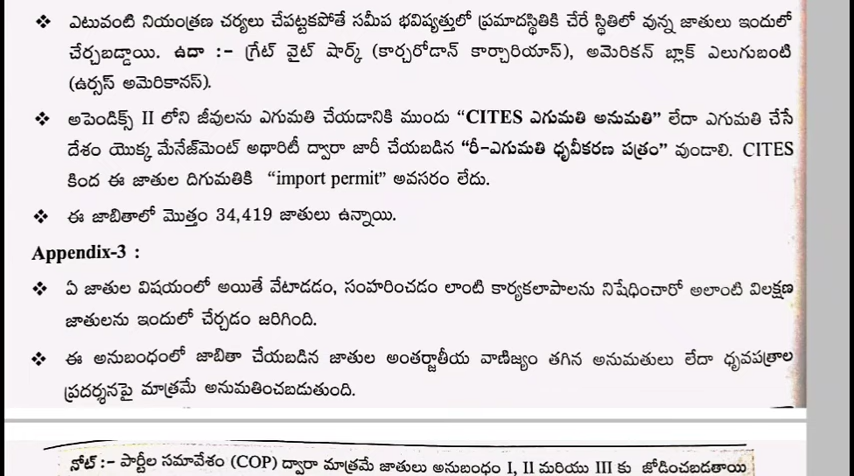 ❖ ఎటువంటి నియంత్రణ చర్యలు చేపట్టకపోతే సమీప భవిష్యత్తులో ప్రమాదస్థితికి చేరే స్థితిలో వున్న జాతులు ఇందులో
చేర్చబడ్డాయి. ఉదా :– గ్రేట్ వైట్ షార్క్ (కార్చరోడాన్ కార్చారియాస్), అమెరికన్ బ్లాక్ ఎలుగుబంటి
(ఉర్సస్ అమెరికానస్).
❖ అపెండిక్స్ II లోని జీవులను ఎగుమతి చేయడానికి ముందు “CITES ఎగుమతి అనుమతి” లేదా ఎగుమతి చేసే
దేశం యొక్క మేనేజ్‌మెంట్ అథారిటీ ద్వారా జారీ చేయబడిన “రీ–ఎగుమతి ధృవీకరణ పత్రం” వుండాలి. CITES
కింద ఈ జాతుల దిగుమతికి “import permit” అవసరం లేదు.
❖ ఈ జాబితాలో మొత్తం 34,419 జాతులు ఉన్నాయి.
Appendix-3 :
❖ ఏ జాతుల విషయంలో అయితే వేటాడడం, సంహరించడం లాంటి కార్యకలాపాలను నిషేధించారో అలాంటి విలక్షణ
జాతులను ఇందులో చేర్చడం జరిగింది.
❖ ఈ అనుబంధంలో జాబితా చేయబడిన జాతుల అంతర్జాతీయ వాణిజ్యం తగిన అనుమతులు లేదా ధృవపత్రాల
ప్రదర్శనపై మాత్రమే అనుమతించబడుతుంది.
నోట్ :– పార్టీల సమావేశం (COP) ద్వారా మాత్రమే జాతులు అనుబంధం I, II మరియు III కు జోడించబడతాయి